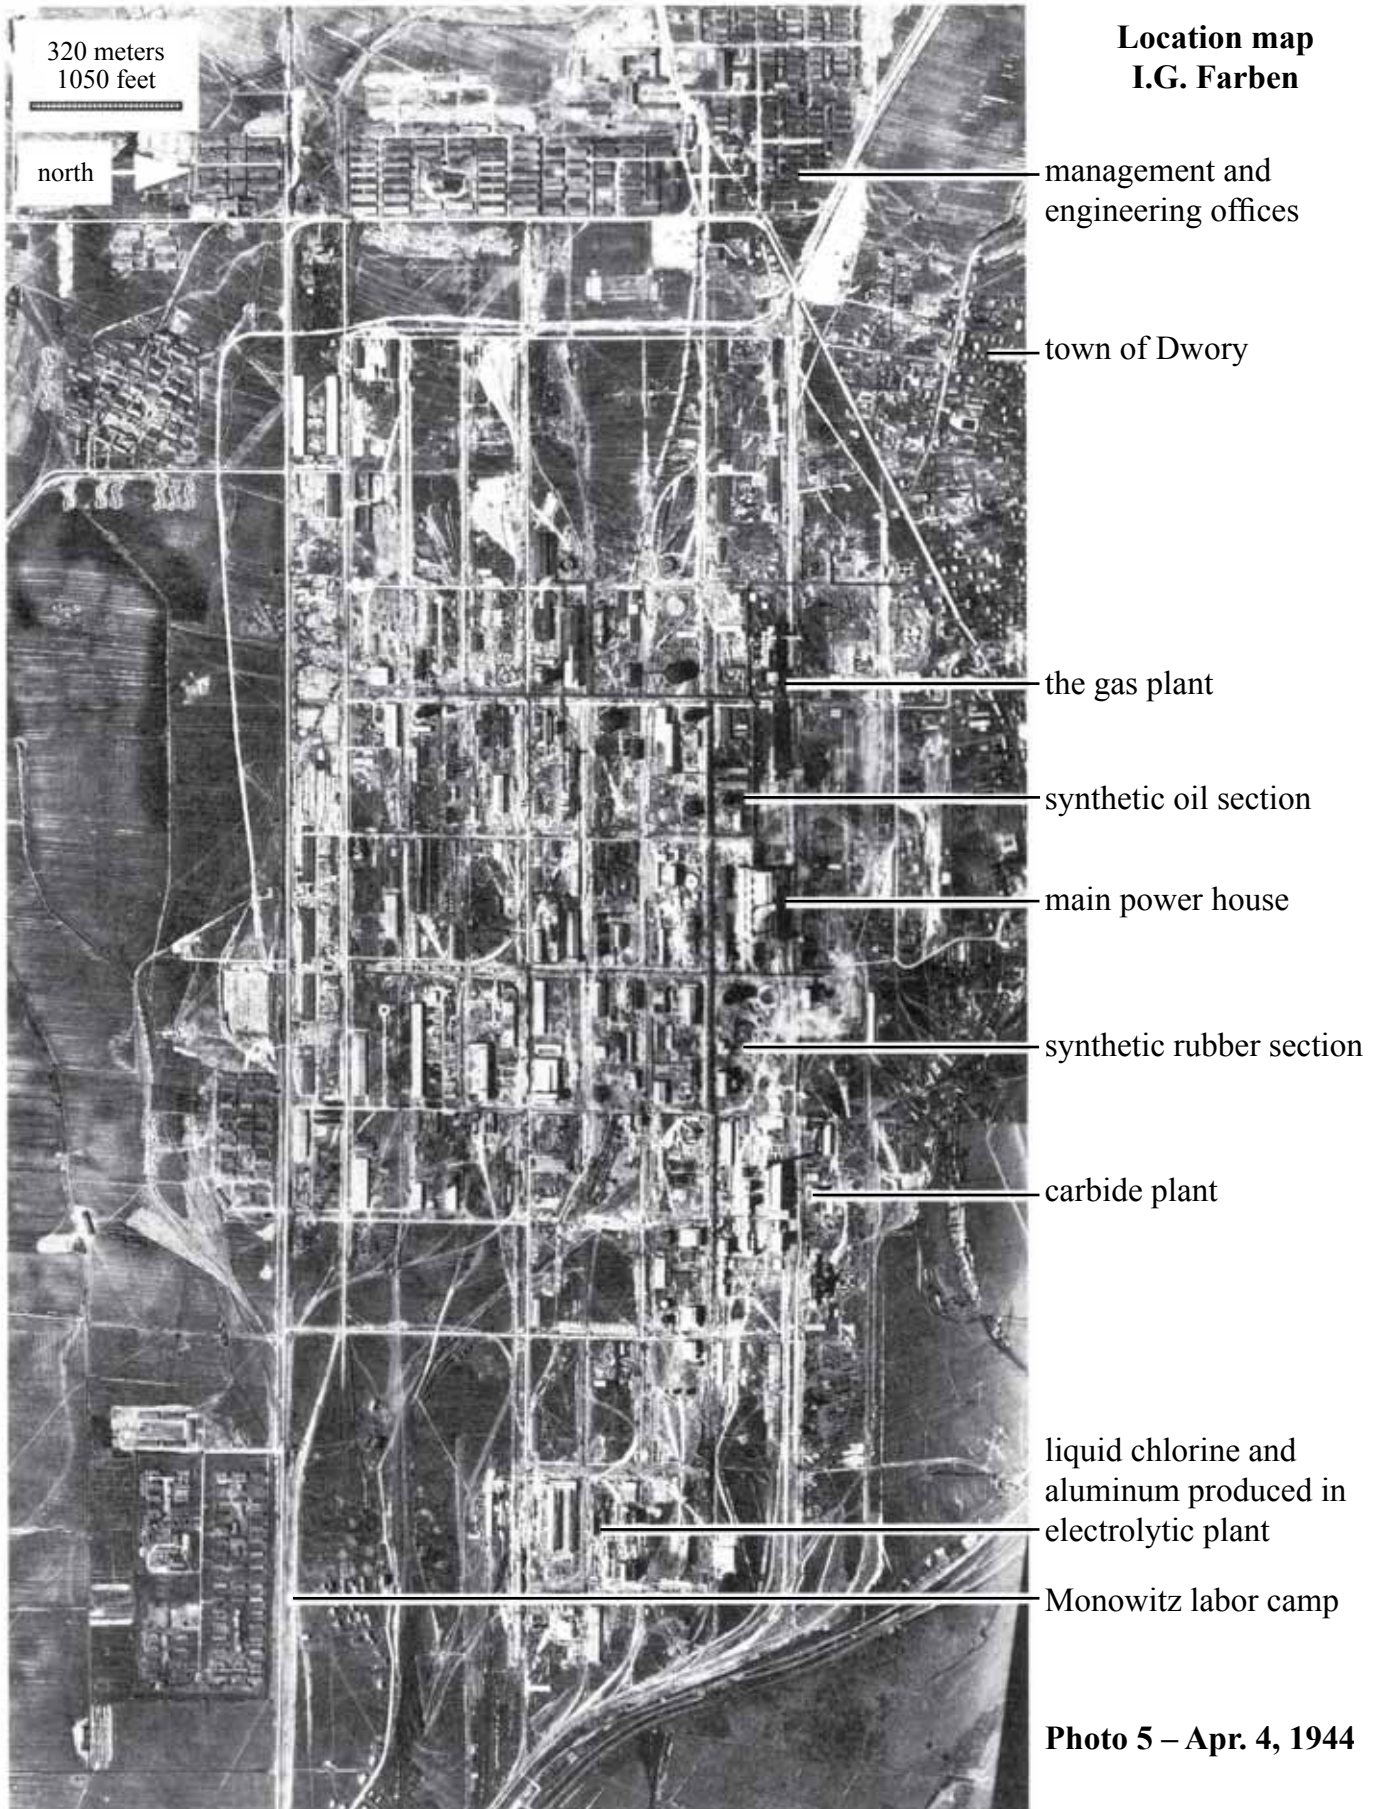 320 meters
1050 feet
north
Location map
I.G. Farben
management and
engineering offices
town of Dwory
the gas plant
synthetic oil section
main power house
synthetic rubber section
carbide plant
liquid chlorine and
aluminum produced in
electrolytic plant
Monowitz labor camp
Photo 5 – Apr. 4, 1944